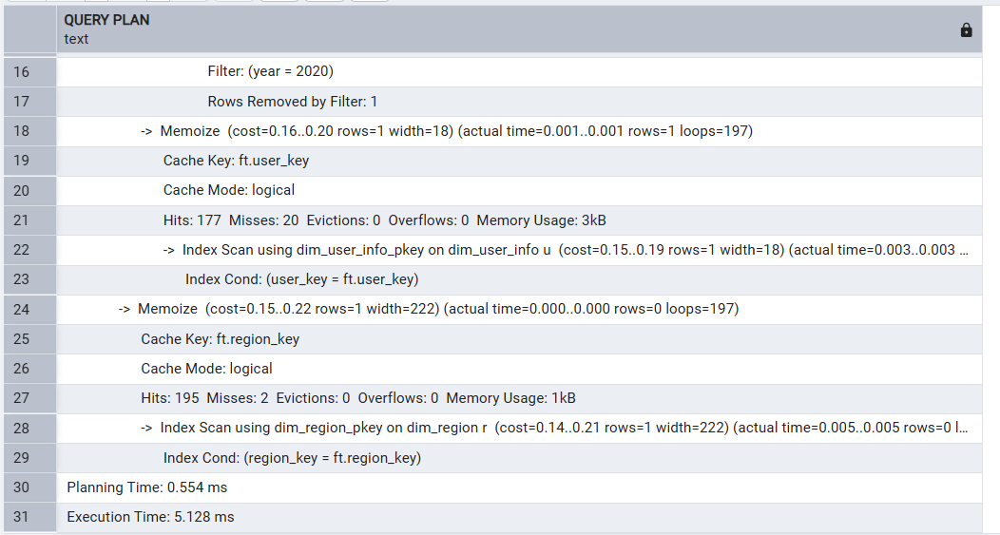 QUERY PLAN
text
16 Filter: (year = 2020)
17 Rows Removed by Filter: 1
18 -> Memoize (cost=0.16..0.20 rows=1 width=18) (actual time=0.001..0.001 rows=1 loops=197)
19 Cache Key: ft.user_key
20 Cache Mode: logical
21 Hits: 177 Misses: 20 Evictions: 0 Overflows: 0 Memory Usage: 3kB
22 -> Index Scan using dim_user_info_pkey on dim_user_info u (cost=0.15..0.19 rows=1 width=18) (actual time=0.003..0.003 ...
23 Index Cond: (user_key = ft.user_key)
24 -> Memoize (cost=0.15..0.22 rows=1 width=222) (actual time=0.000..0.000 rows=0 loops=197)
25 Cache Key: ft.region_key
26 Cache Mode: logical
27 Hits: 195 Misses: 2 Evictions: 0 Overflows: 0 Memory Usage: 1kB
28 -> Index Scan using dim_region_pkey on dim_region r (cost=0.14..0.21 rows=1 width=222) (actual time=0.005..0.005 rows=0 l...
29 Index Cond: (region_key = ft.region_key)
30 Planning Time: 0.554 ms
31 Execution Time: 5.128 ms